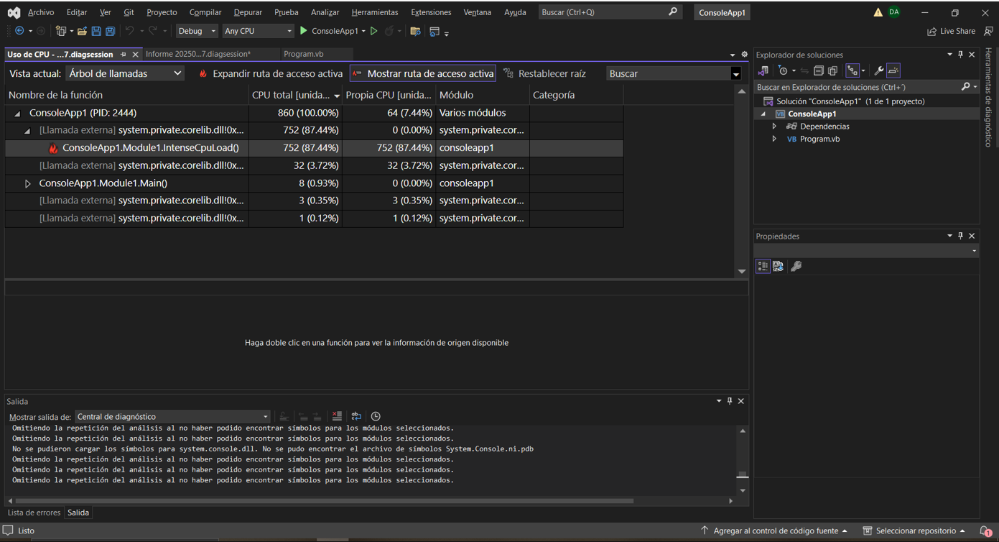 Archivo Editar Ver Git Proyecto Compilar Depurar Prueba Analizar Herramientas Extensiones Ventana Ayuda Buscar (Ctrl+Q) ConsoleApp1 DA
Debug Any CPU ConsoleApp1 Live Share
Uso de CPU - ...7.diagsession Informe 20250...7.diagsession* Program.vb
Vista actual: Árbol de llamadas Expandir ruta de acceso activa Mostrar ruta de acceso activa Restablecer raíz Buscar
Nombre de la función CPU total [unida... Propia CPU [unida... Módulo Categoría
ConsoleApp1 (PID: 2444) 860 (100.00%) 64 (7.44%) Varios módulos
[Llamada externa] system.private.corelib.dll!0x... 752 (87.44%) 0 (0.00%) system.private.cor...
ConsoleApp1.Module1.IntenseCpuLoad() 752 (87.44%) 752 (87.44%) consoleapp1
[Llamada externa] system.private.corelib.dll!0x... 32 (3.72%) 32 (3.72%) system.private.cor...
ConsoleApp1.Module1.Main() 8 (0.93%) 0 (0.00%) consoleapp1
[Llamada externa] system.private.corelib.dll!0x... 3 (0.35%) 3 (0.35%) system.private.cor...
[Llamada externa] system.private.corelib.dll!0x... 1 (0.12%) 1 (0.12%) system.private.cor...
Haga doble clic en una función para ver la información de origen disponible
Salida
Mostrar salida de: Central de diagnóstico
Omitiendo la repetición del análisis al no haber podido encontrar símbolos para los módulos seleccionados.
Omitiendo la repetición del análisis al no haber podido encontrar símbolos para los módulos seleccionados.
No se pudieron cargar los símbolos para system.console.dll. No se pudo encontrar el archivo de símbolos System.Console.ni.pdb
Omitiendo la repetición del análisis al no haber podido encontrar símbolos para los módulos seleccionados.
Omitiendo la repetición del análisis al no haber podido encontrar símbolos para los módulos seleccionados.
Omitiendo la repetición del análisis al no haber podido encontrar símbolos para los módulos seleccionados.
Lista de errores Salida
Explorador de soluciones
Buscar en Explorador de soluciones (Ctrl+´)
Solución "ConsoleApp1" (1 de 1 proyecto)
VB ConsoleApp1
Dependencias
VB Program.vb
Propiedades
Herramientas de diagnóstico
Listo Agregar al control de código fuente Seleccionar repositorio 1